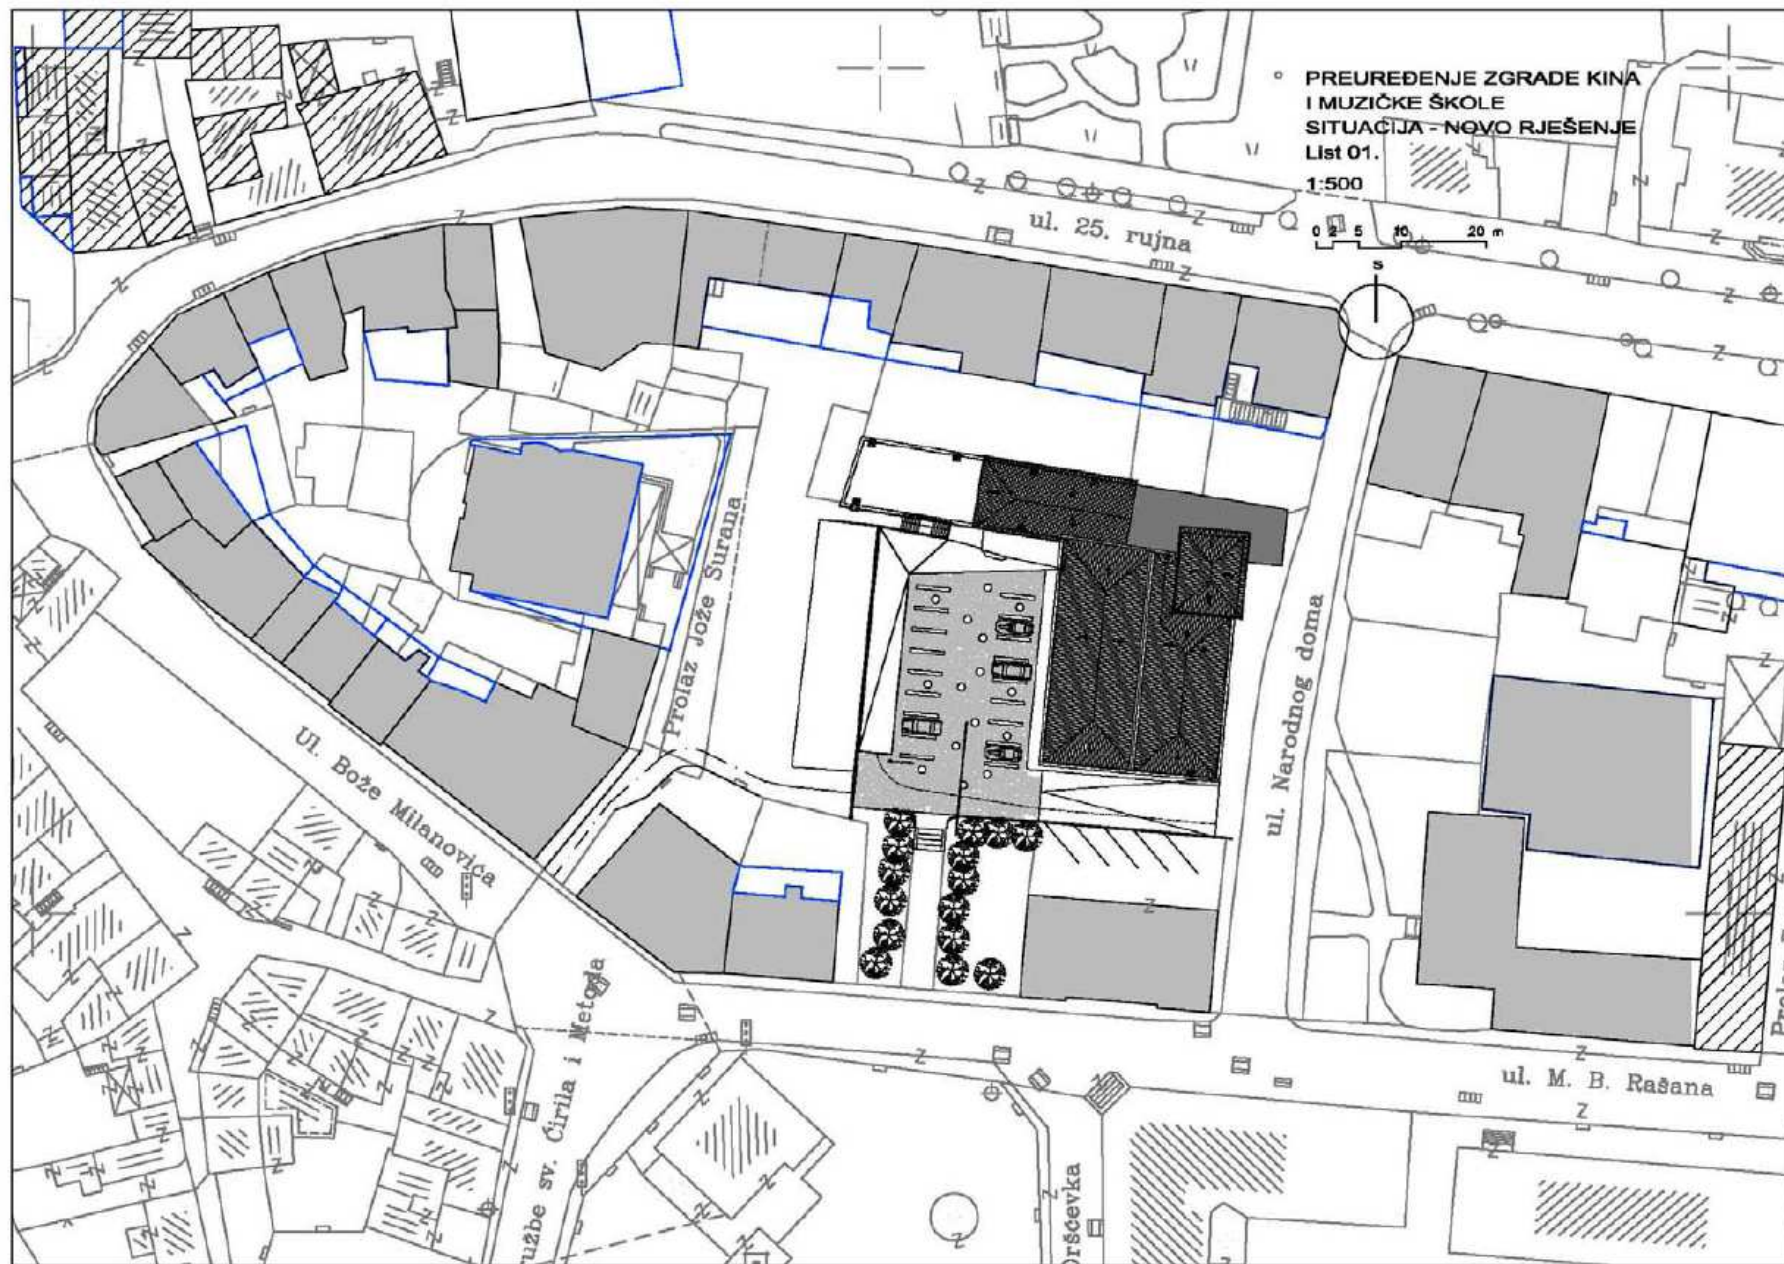 PREUREĐENJE ZGRADE KINA
I MUZIČKE ŠKOLE
SITUACIJA - NOVO RJEŠENJE
List 01.
1:500
0 2 5 10 20 m
s
ul. 25. rujna
Prolaz Jože Šurana
ul. Narodnog doma
Ul. Bože Milanovića
užbe sv. Ćirila i Metoda
ul. M. B. Rašana
Oršćevka